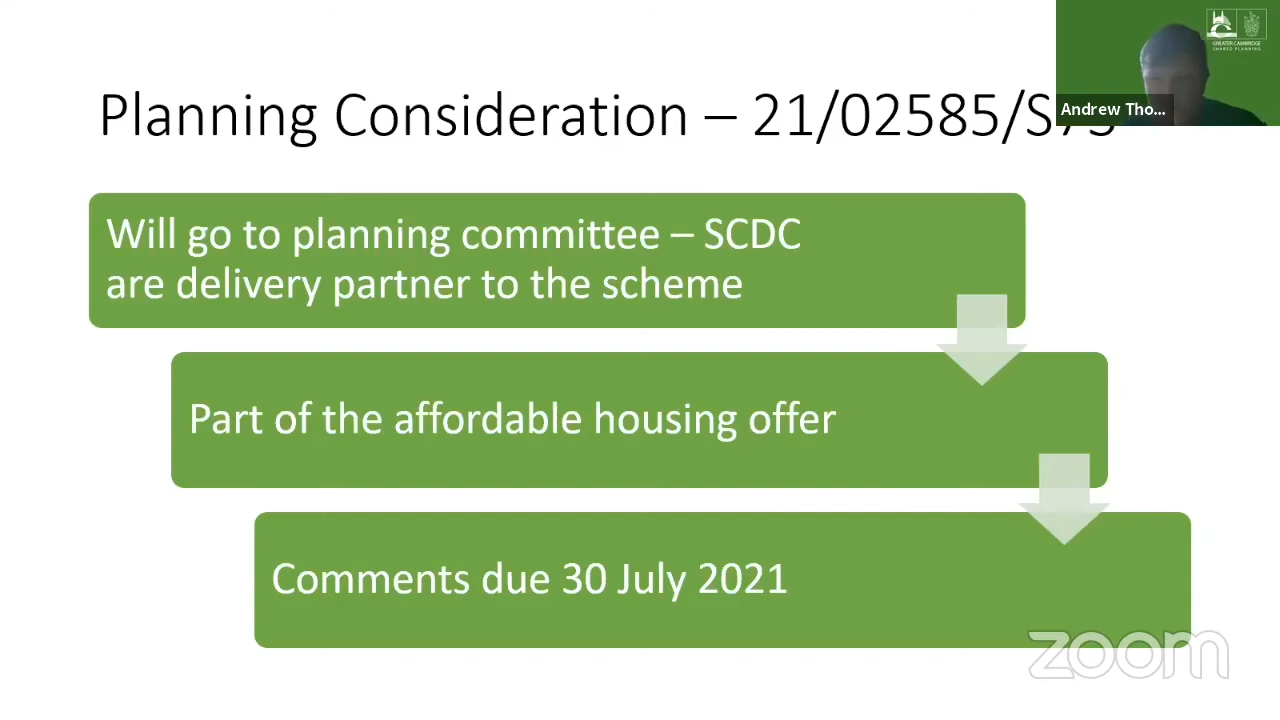 GREATER CAMBRIDGE
SHARED PLANNING
Planning Consideration – 21/02585/S73
Andrew Tho...
Will go to planning committee – SCDC
are delivery partner to the scheme
Part of the affordable housing offer
Comments due 30 July 2021
zoom